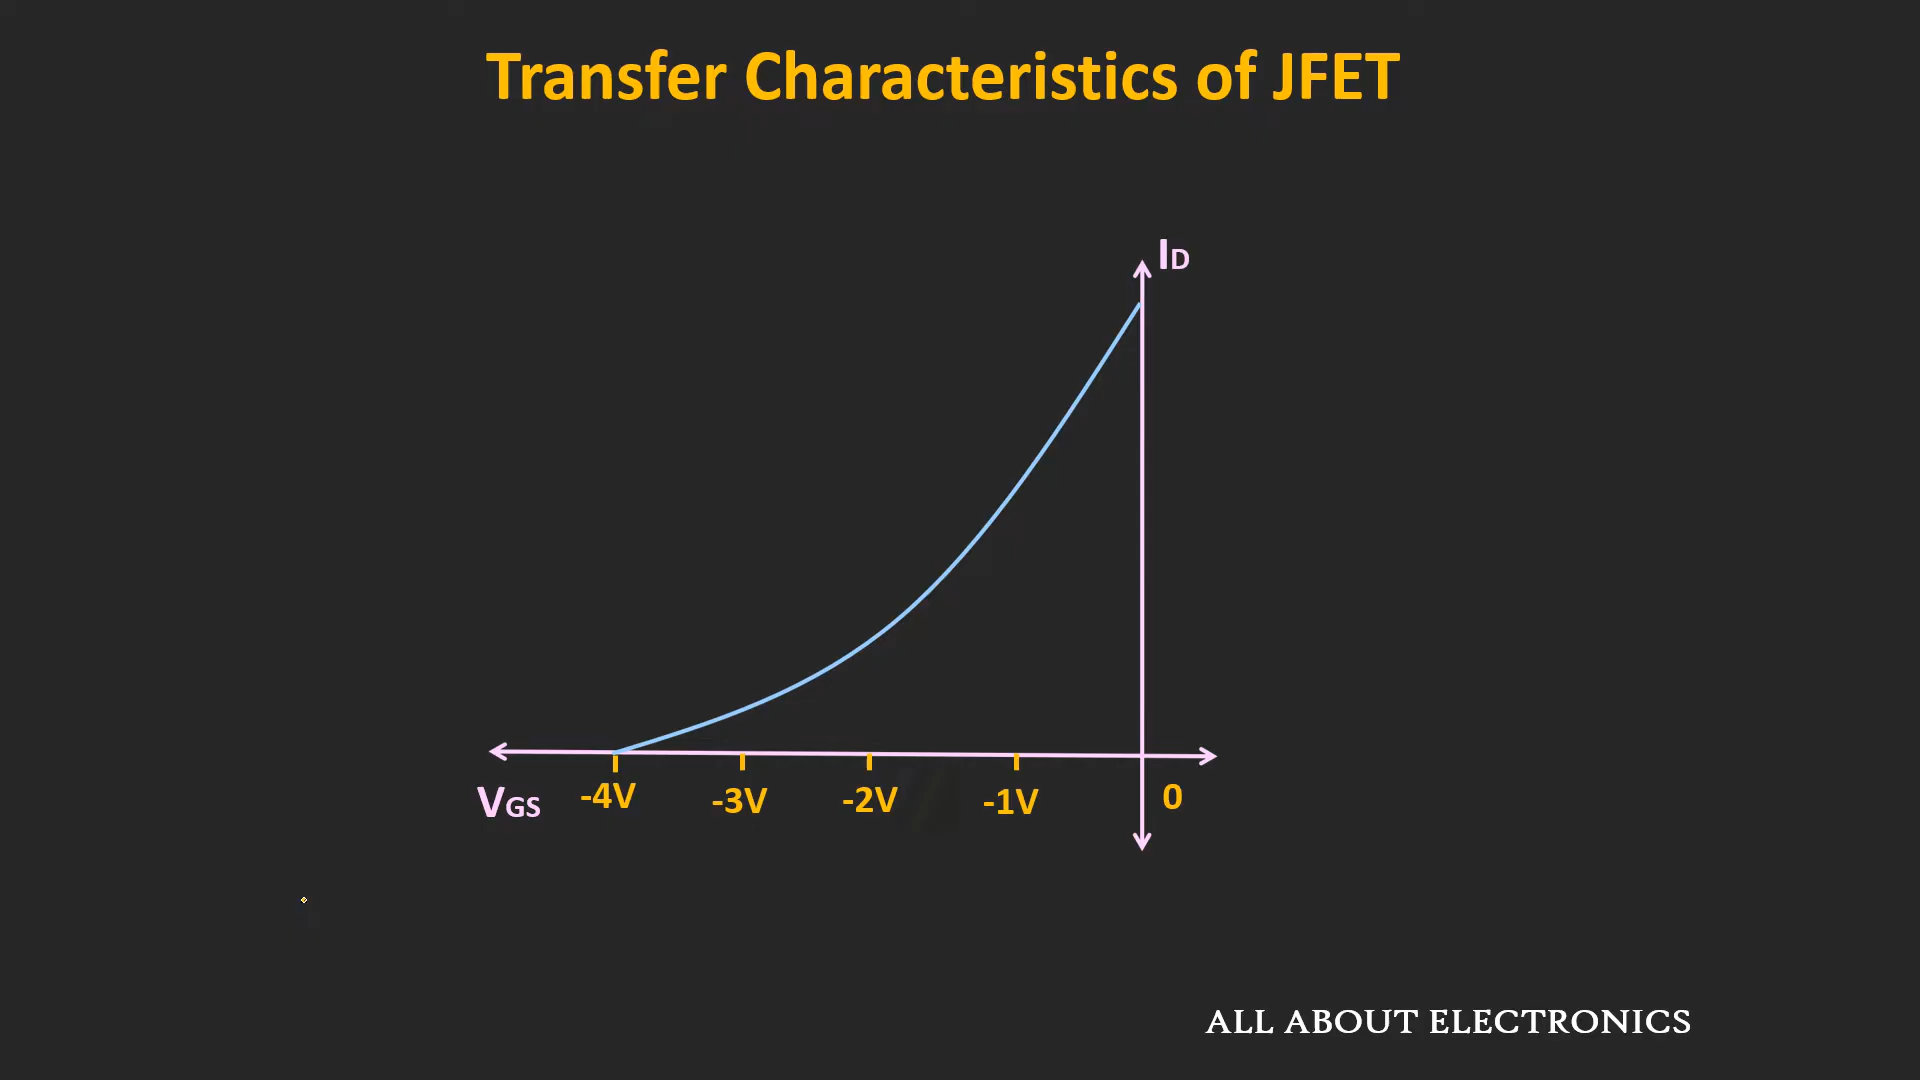 Transfer Characteristics of JFET
ID
VGS -4V -3V -2V -1V 0
ALL ABOUT ELECTRONICS